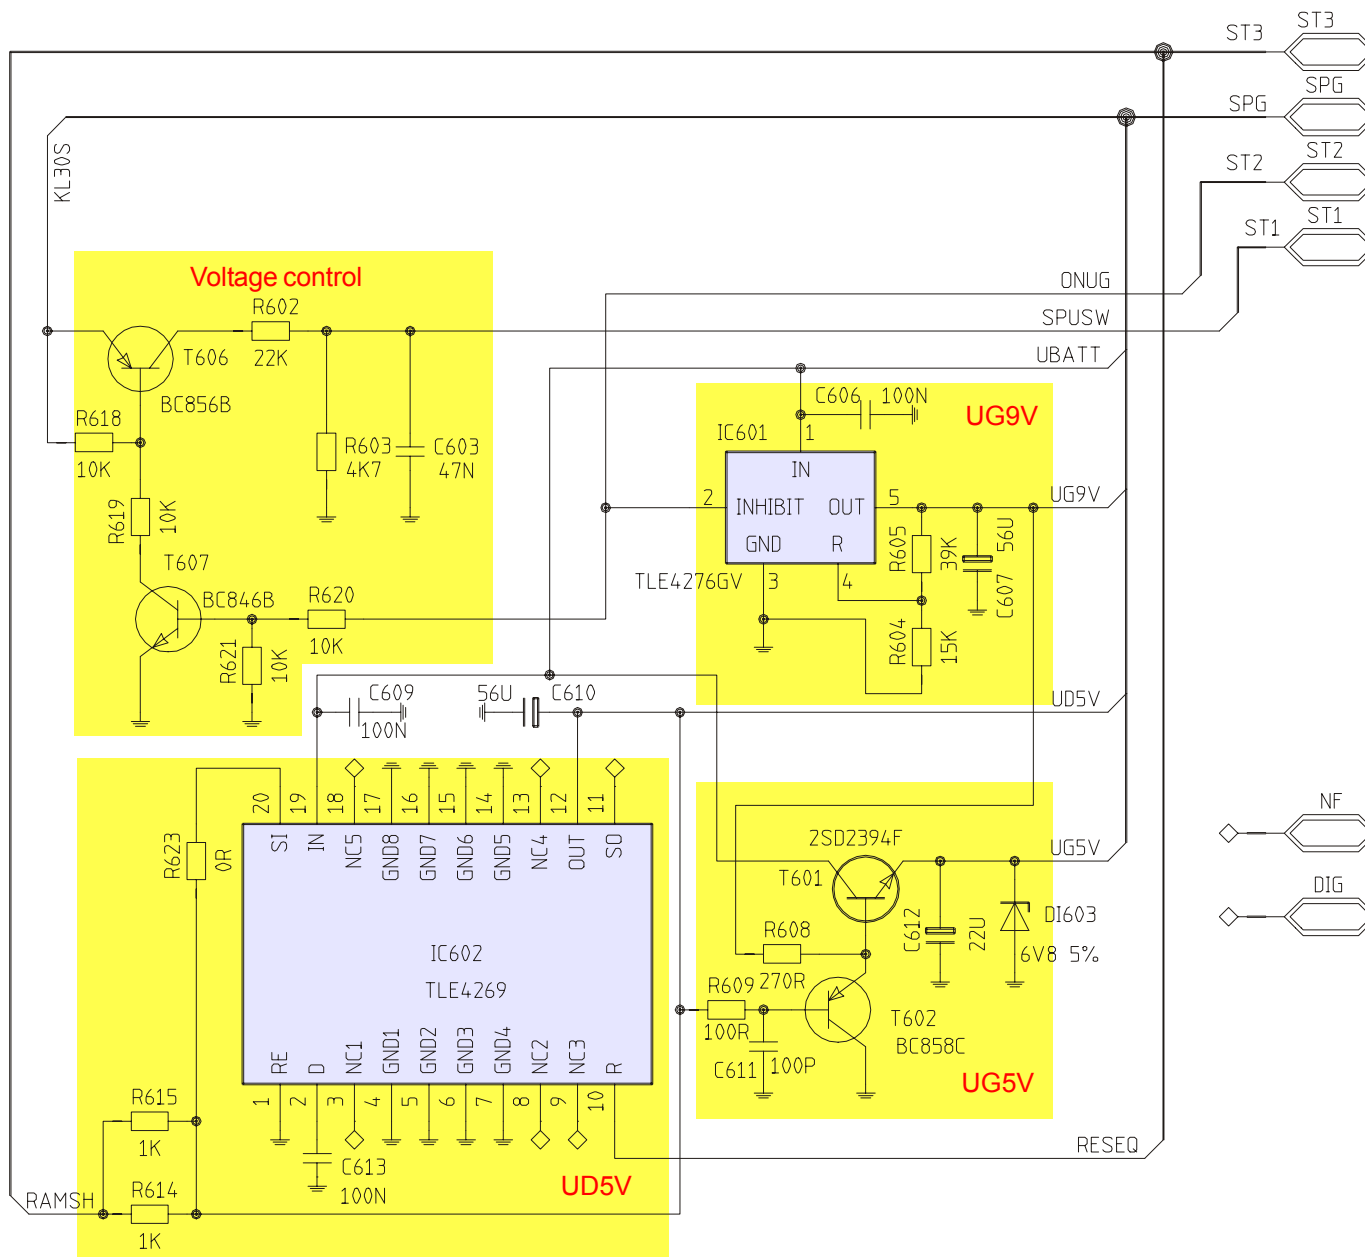 ST3 ST3
SPG SPG
ST2 ST2
ST1 ST1
KL30S
Voltage control
ONUG
SPUSW
UBATT
R602
22K
T606
BC856B
R618
10K
R603
4K7
C603
47N
R619
10K
T607
BC846B
R620
10K
R621
10K
C606 100N
UG9V
IC601
1
IN
2 INHIBIT OUT 5
GND R
TLE4276GV 3 4
R605
39K
56U
C607
R604
15K
UG9V
C609
100N
56U C610
UD5V
20 19 18 17 16 15 14 13 12 11
SI IN NC5 GND8 GND7 GND6 GND5 NC4 OUT SO
R623
0R
IC602
TLE4269
RE D NC1 GND1 GND2 GND3 GND4 NC2 NC3 R
1 2 3 4 5 6 7 8 9 10
R615
1K
C613
100N
UD5V
RAMSH
R614
1K
2SD2394F
T601
UG5V
R608
270R
C612
22U
DI603
6V8 5%
R609
100R
T602
BC858C
C611 100P
UG5V
RESEQ
NF
DIG